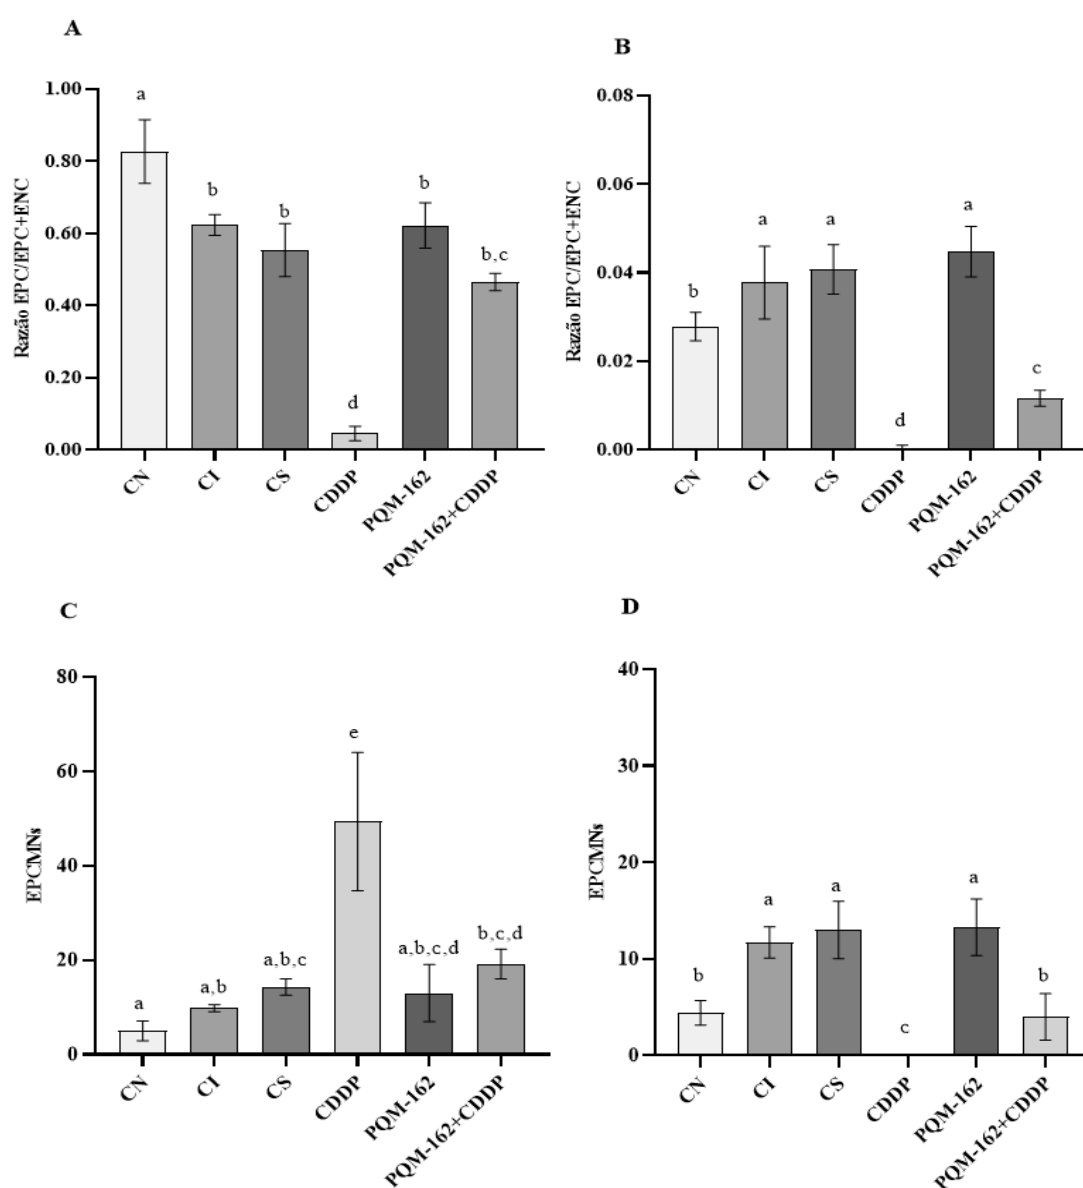 A
Razão EPC/EPC+ENC
1.00
0.80
0.60
0.40
0.20
0.00
a
b
b
d
b
b,c
CN
CI
CS
CDDP
PQM-162
PQM-162+CDDP
B
Razão EPC/EPC+ENC
0.08
0.06
0.04
0.02
0.00
b
a
a
d
a
c
CN
CI
CS
CDDP
PQM-162
PQM-162+CDDP
C
EPCMNs
80
60
40
20
0
a
a,b
a,b,c
e
a,b,c,d
b,c,d
CN
CI
CS
CDDP
PQM-162
PQM-162+CDDP
D
EPCMNs
40
30
20
10
0
b
a
a
c
a
b
CN
CI
CS
CDDP
PQM-162
PQM-162+CDDP